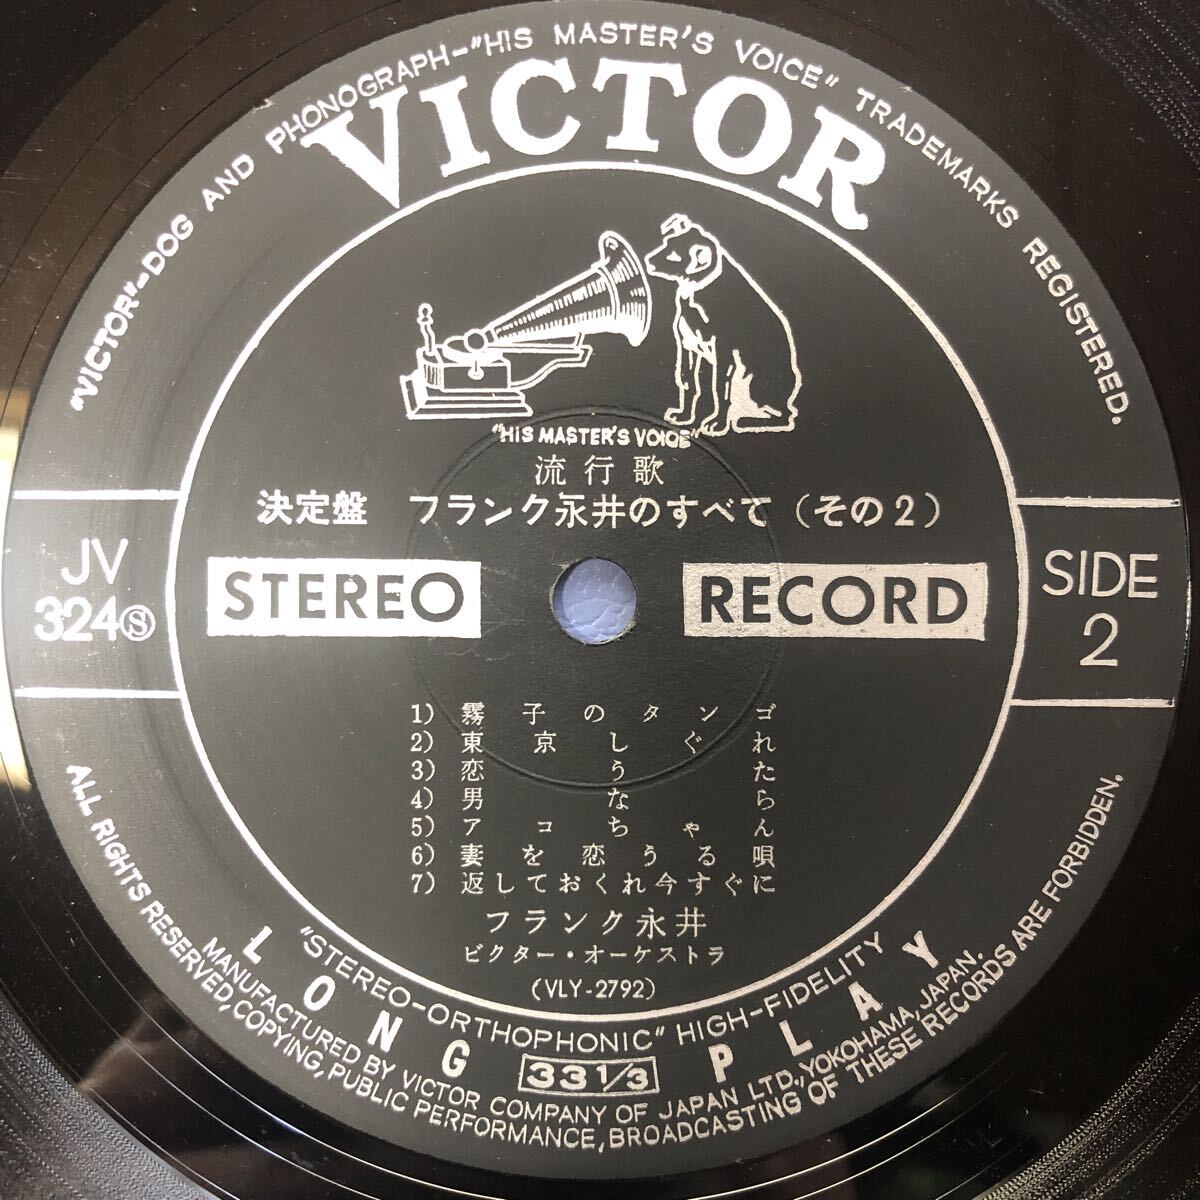 "VICTOR"-DOG AND PHONOGRAPH-"HIS MASTER'S VOICE" TRADEMARKS REGISTERED.
VICTOR
"HIS MASTER'S VOICE"
流行歌
決定盤 フランク永井のすべて（その2）
JV
324Ⓢ
STEREO RECORD
SIDE
2
1) 霧子のタンゴ
2) 東京しぐれ
3) 恋うた
4) 男なら
5) アコちゃん
6) 妻を恋うる唄
7) 返しておくれ今すぐに
フランク永井
ビクター・オーケストラ
(VLY-2792)
"STEREO-ORTHOPHONIC" HIGH-FIDELITY
LONG 33 1/3 PLAY
MANUFACTURED BY VICTOR COMPANY OF JAPAN LTD. YOKOHAMA, JAPAN.
ALL RIGHTS RESERVED, COPYING, PUBLIC PERFORMANCE, BROADCASTING OF THESE RECORDS ARE FORBIDDEN.